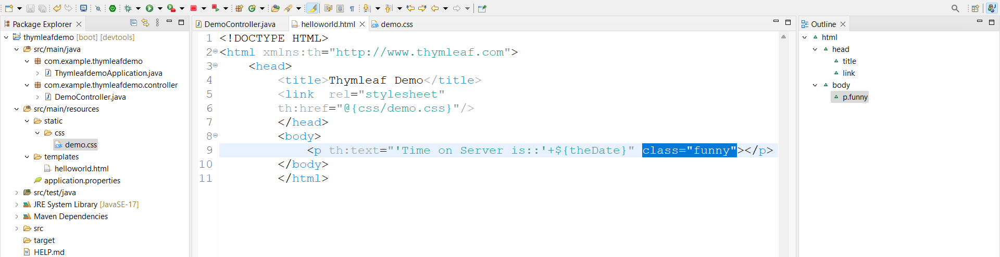 Package Explorer
thymleafdemo [boot] [devtools]
src/main/java
com.example.thymleafdemo
ThymleafdemoApplication.java
com.example.thymleafdemo.controller
DemoController.java
src/main/resources
static
css
demo.css
templates
helloworld.html
application.properties
src/test/java
JRE System Library [JavaSE-17]
Maven Dependencies
src
target
HELP.md
DemoController.java
helloworld.html
demo.css
1 <!DOCTYPE HTML>
2 <html xmlns:th="http://www.thymleaf.com">
3 <head>
4 <title>Thymleaf Demo</title>
5 <link  rel="stylesheet"
6 th:href="@{css/demo.css}"/>
7 </head>
8 <body>
9 <p th:text="'Time on Server is::'+${theDate}" class="funny"></p>
10 </body>
11 </html>
Outline
html
head
title
link
body
p.funny